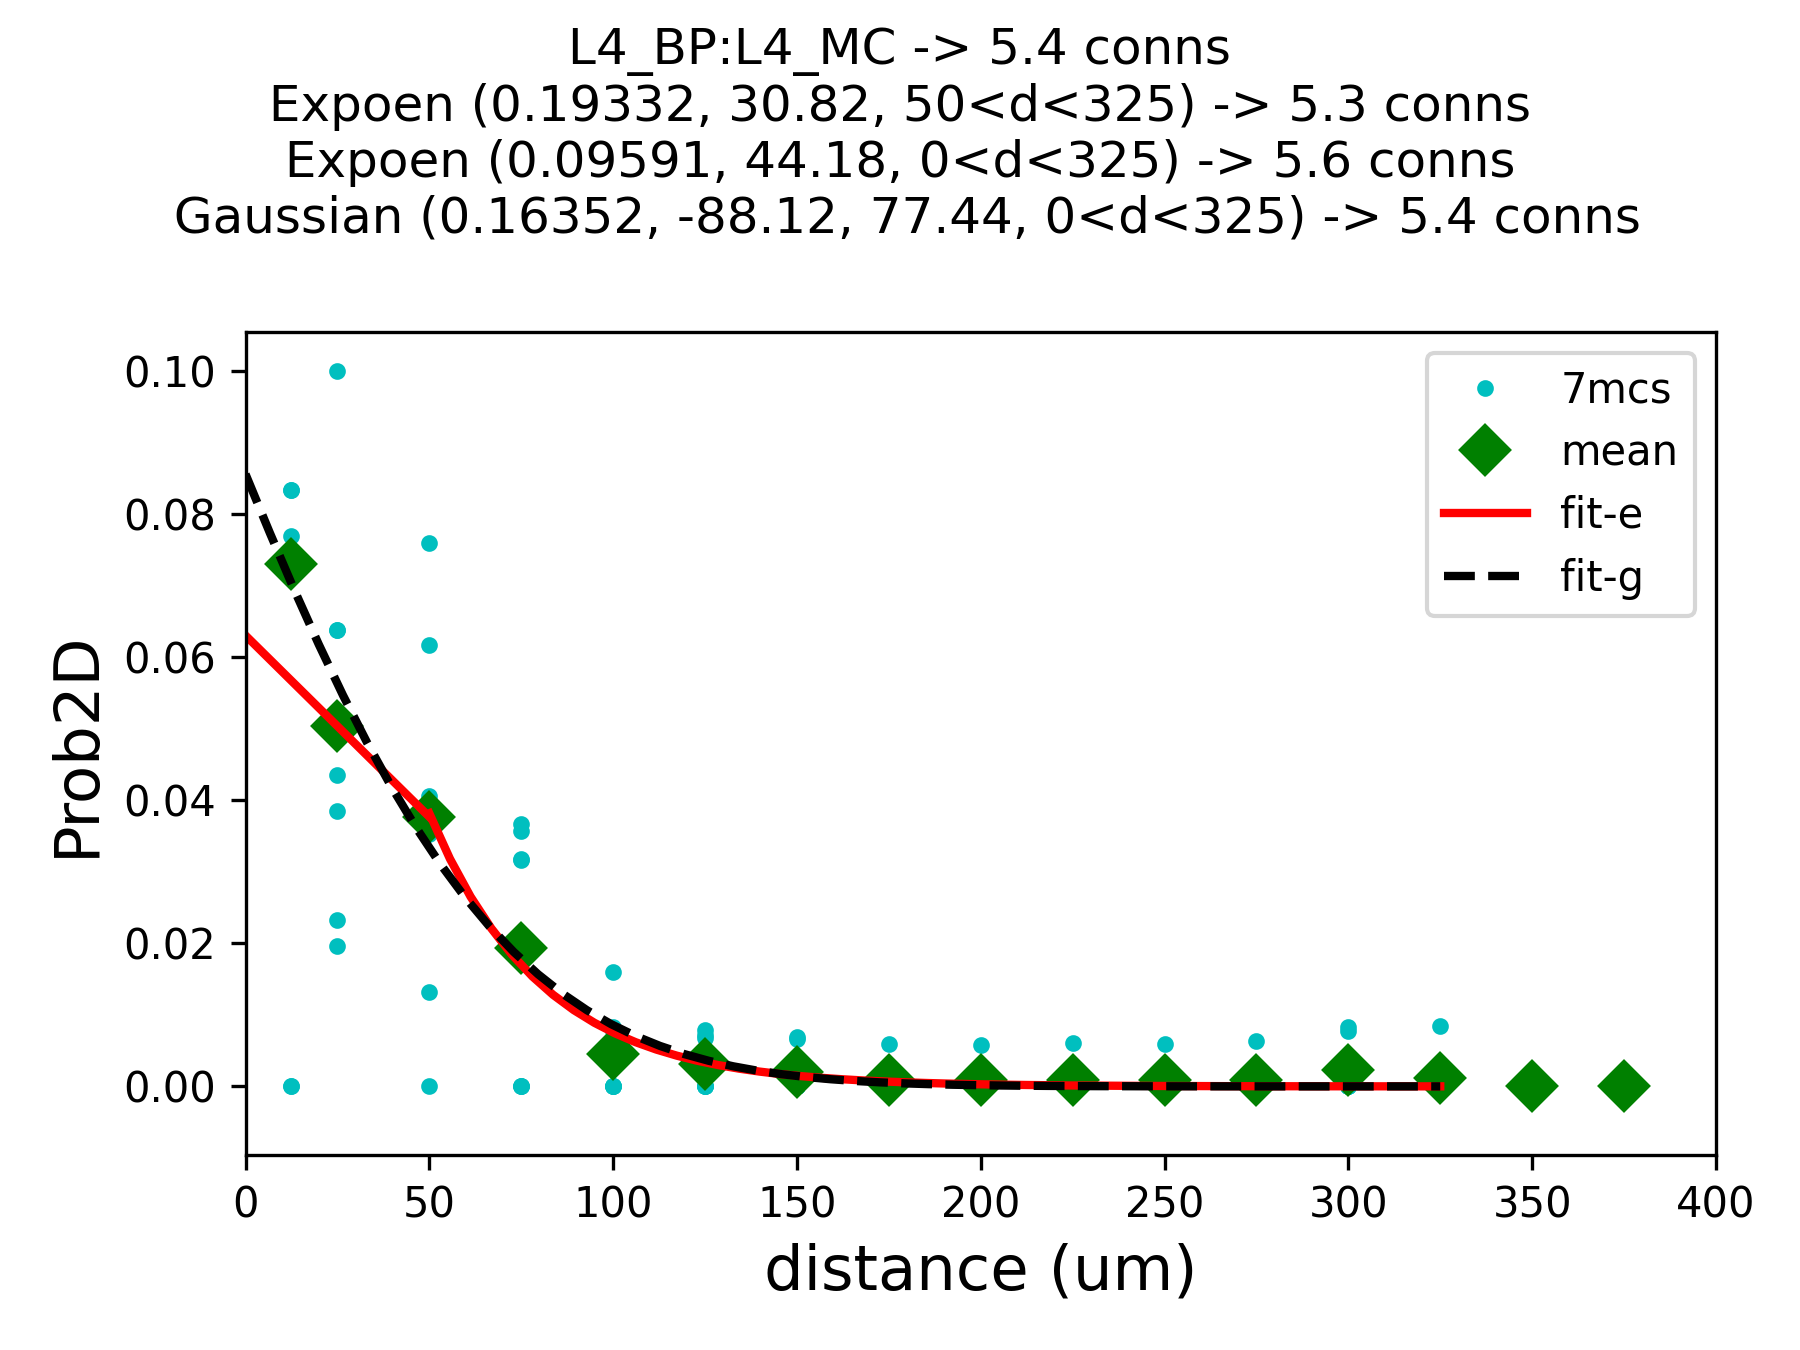 L4_BP:L4_MC -> 5.4 conns
Expoen (0.19332, 30.82, 50<d<325) -> 5.3 conns
Expoen (0.09591, 44.18, 0<d<325) -> 5.6 conns
Gaussian (0.16352, -88.12, 77.44, 0<d<325) -> 5.4 conns
7mcs
mean
fit-e
fit-g
Prob2D
0.10
0.08
0.06
0.04
0.02
0.00
0 50 100 150 200 250 300 350 400
distance (um)